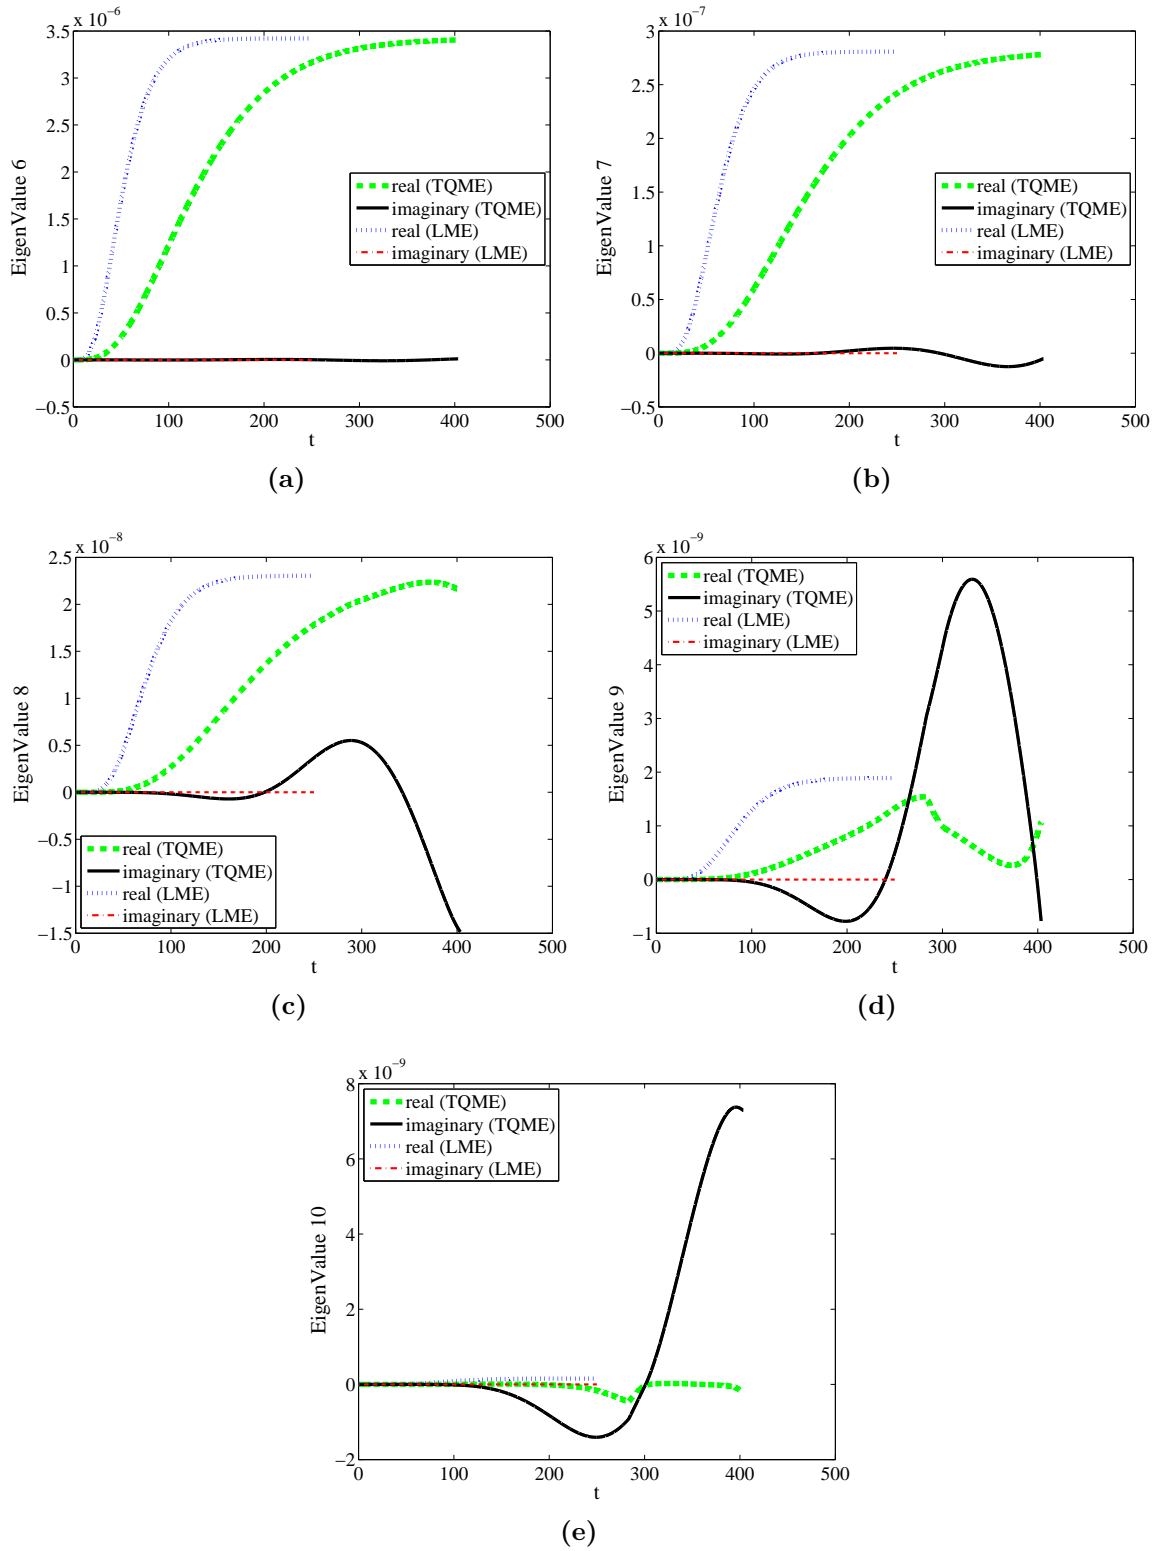 x 10−6
3.5
3
2.5
2
1.5
1
0.5
0
−0.5
EigenValue 6
real (TQME)
imaginary (TQME)
real (LME)
imaginary (LME)
0 100 200 300 400 500
t
(a)
x 10−7
3
2.5
2
1.5
1
0.5
0
−0.5
EigenValue 7
real (TQME)
imaginary (TQME)
real (LME)
imaginary (LME)
0 100 200 300 400 500
t
(b)
x 10−8
2.5
2
1.5
1
0.5
0
−0.5
−1
−1.5
EigenValue 8
real (TQME)
imaginary (TQME)
real (LME)
imaginary (LME)
0 100 200 300 400 500
t
(c)
x 10−9
6
5
4
3
2
1
0
−1
EigenValue 9
real (TQME)
imaginary (TQME)
real (LME)
imaginary (LME)
0 100 200 300 400 500
t
(d)
x 10−9
8
6
4
2
0
−2
EigenValue 10
real (TQME)
imaginary (TQME)
real (LME)
imaginary (LME)
0 100 200 300 400 500
t
(e)